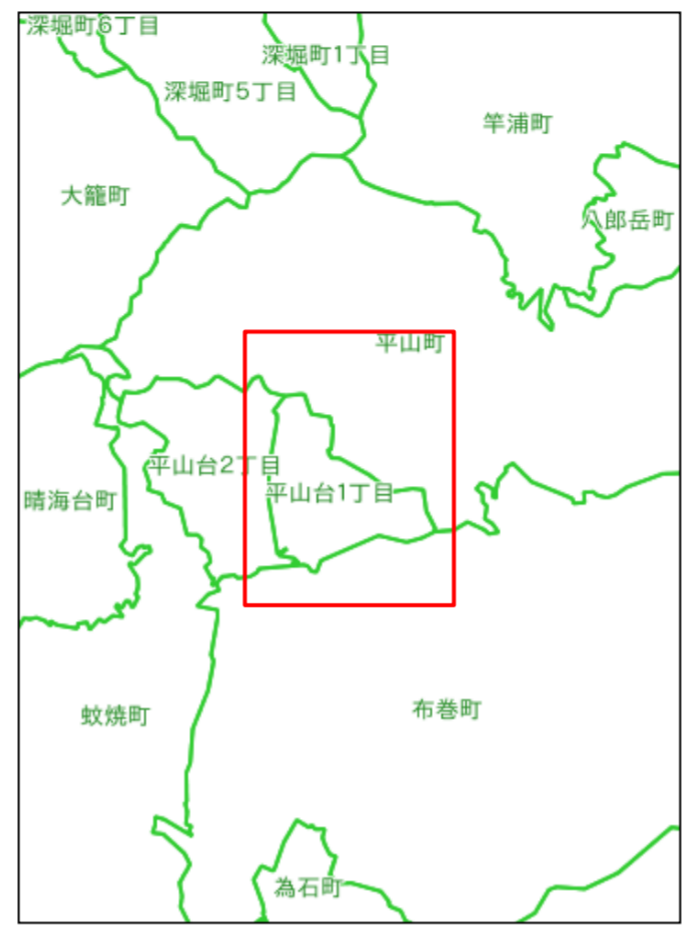 深堀町6丁目
深堀町1丁目
深堀町5丁目
竿浦町
大籠町
八郎岳町
平山町
平山台2丁目
平山台1丁目
晴海台町
蚊焼町
布巻町
為石町